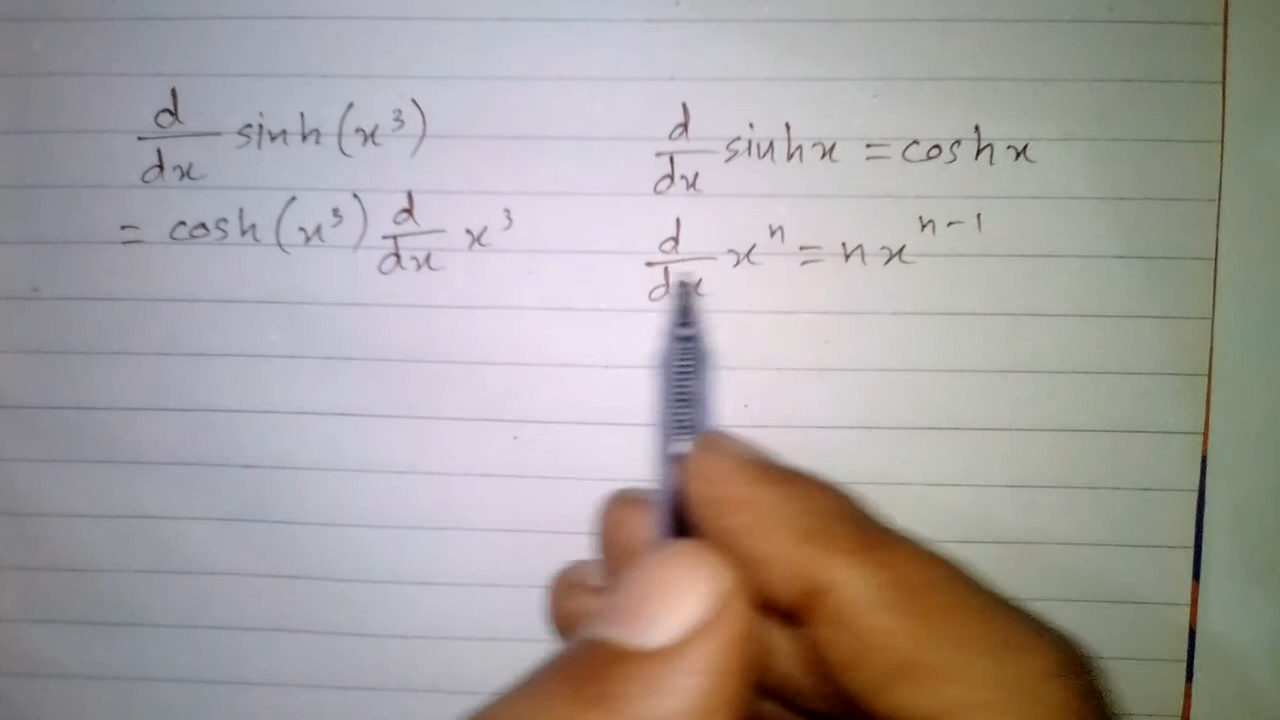 d/dx sinh(x³)
= cosh(x³) d/dx x³
d/dx sinhx = coshx
d/dx xⁿ = nxⁿ⁻¹